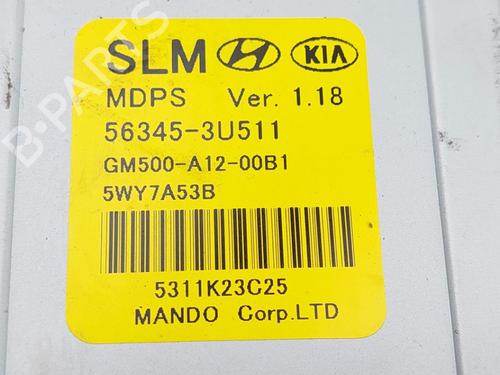 SLM KIA
MDPS Ver. 1.18
56345-3U511
GM500-A12-00B1
5WY7A53B
5311K23C25
MANDO Corp.LTD
B-PARTS